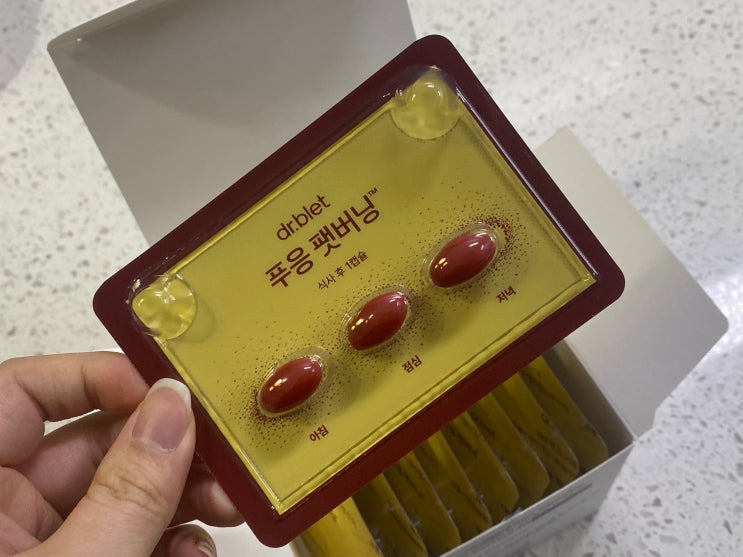 dr.blet
푸응 팻버닝™
식사 후 1캡슐
아침
점심
저녁